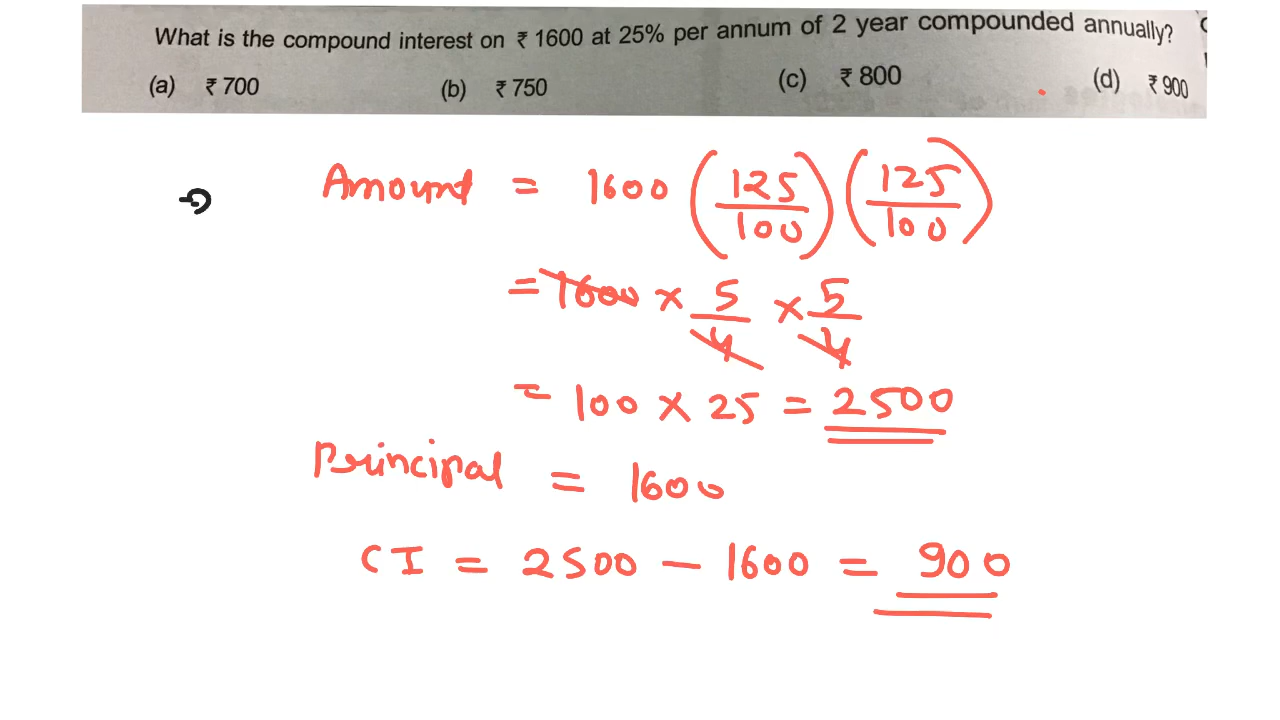 What is the compound interest on ₹ 1600 at 25% per annum of 2 year compounded annually?
(a) ₹ 700 (b) ₹ 750 (c) ₹ 800 (d) ₹ 900
Amount = 1600 (125/100) (125/100)
= 1600 × 5/4 × 5/4
= 100 × 25 = 2500
Principal = 1600
CI = 2500 – 1600 = 900